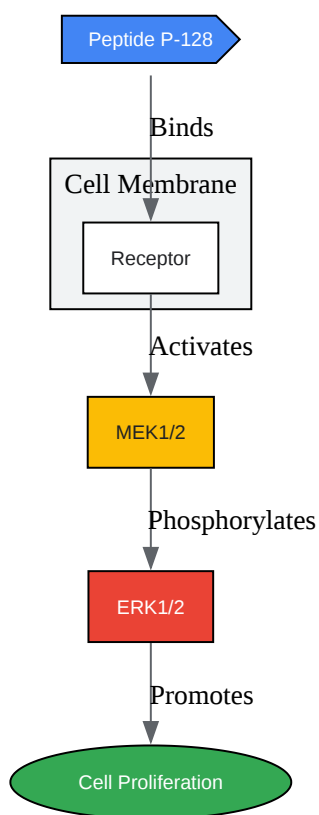 Peptide P-128
Binds
Cell Membrane
Receptor
Activates
MEK1/2
Phosphorylates
ERK1/2
Promotes
Cell Proliferation